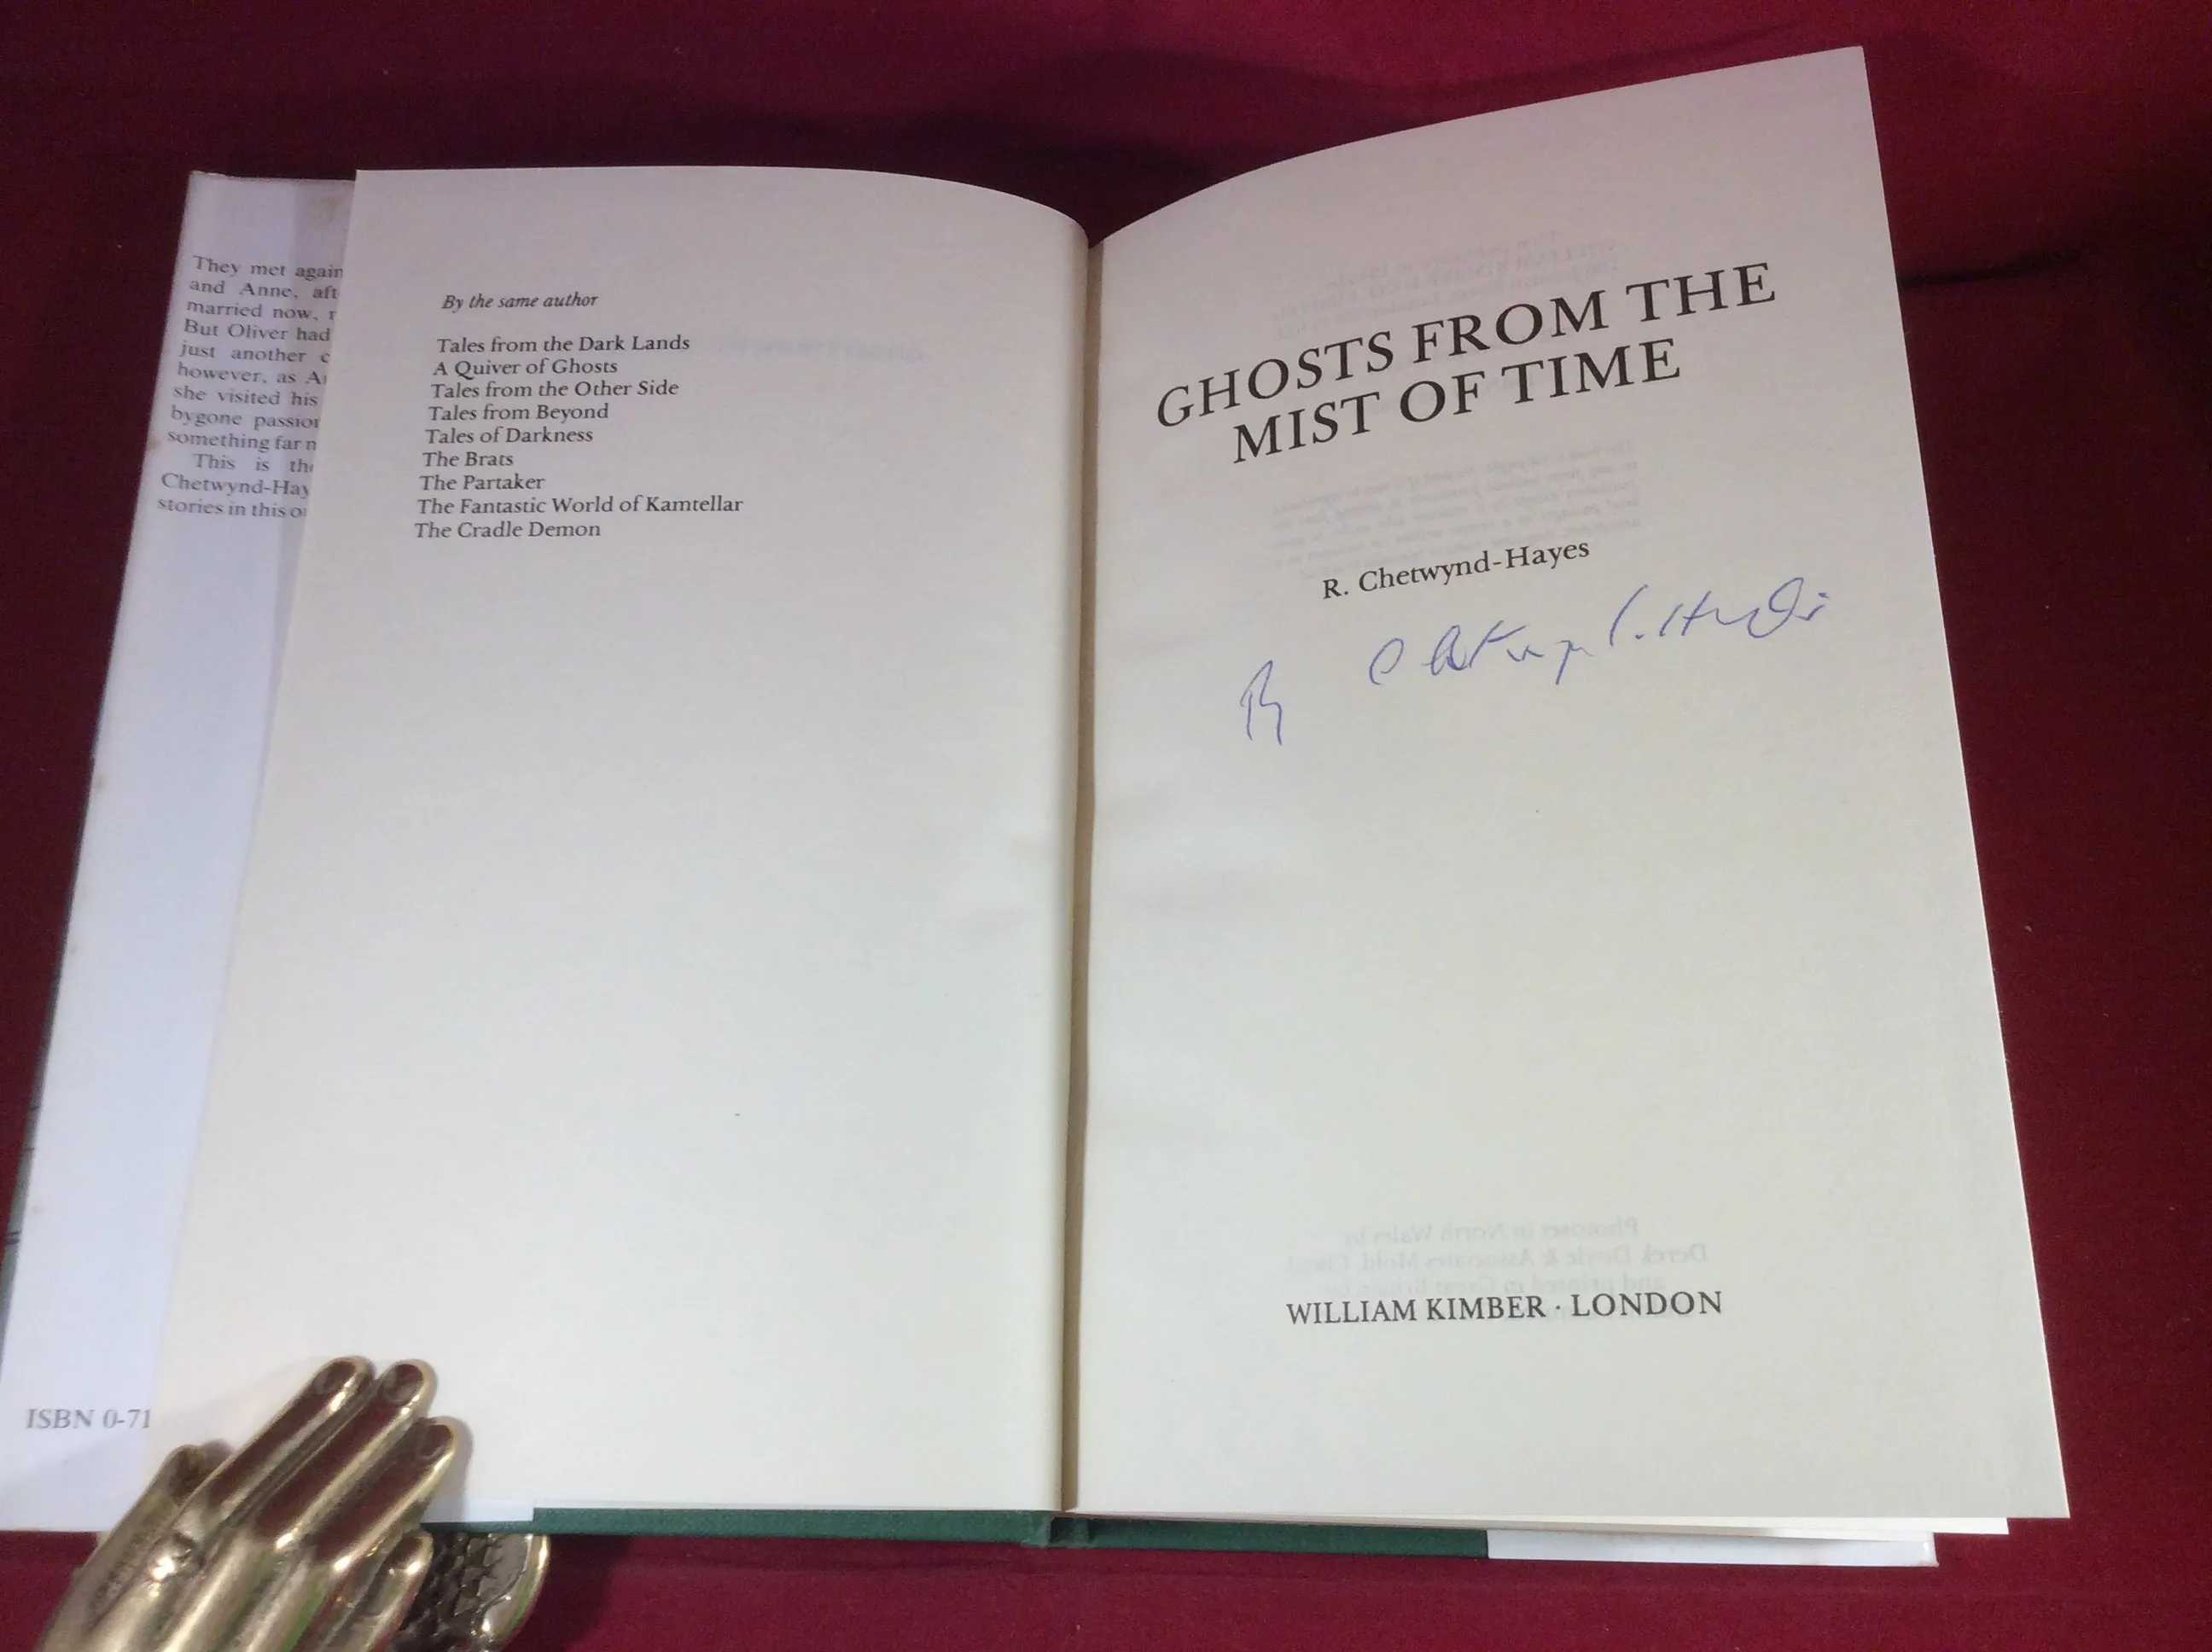 They met again
and Anne, aft
married now, r
But Oliver had
just another c
however, as A
she visited his
bygone passion
something far n
This is the
Chetwynd-Hay
stories in this o
ISBN 0-71
By the same author
Tales from the Dark Lands
A Quiver of Ghosts
Tales from the Other Side
Tales from Beyond
Tales of Darkness
The Brats
The Partaker
The Fantastic World of Kamtellar
The Cradle Demon
GHOSTS FROM THE
MIST OF TIME
R. Chetwynd-Hayes
WILLIAM KIMBER · LONDON